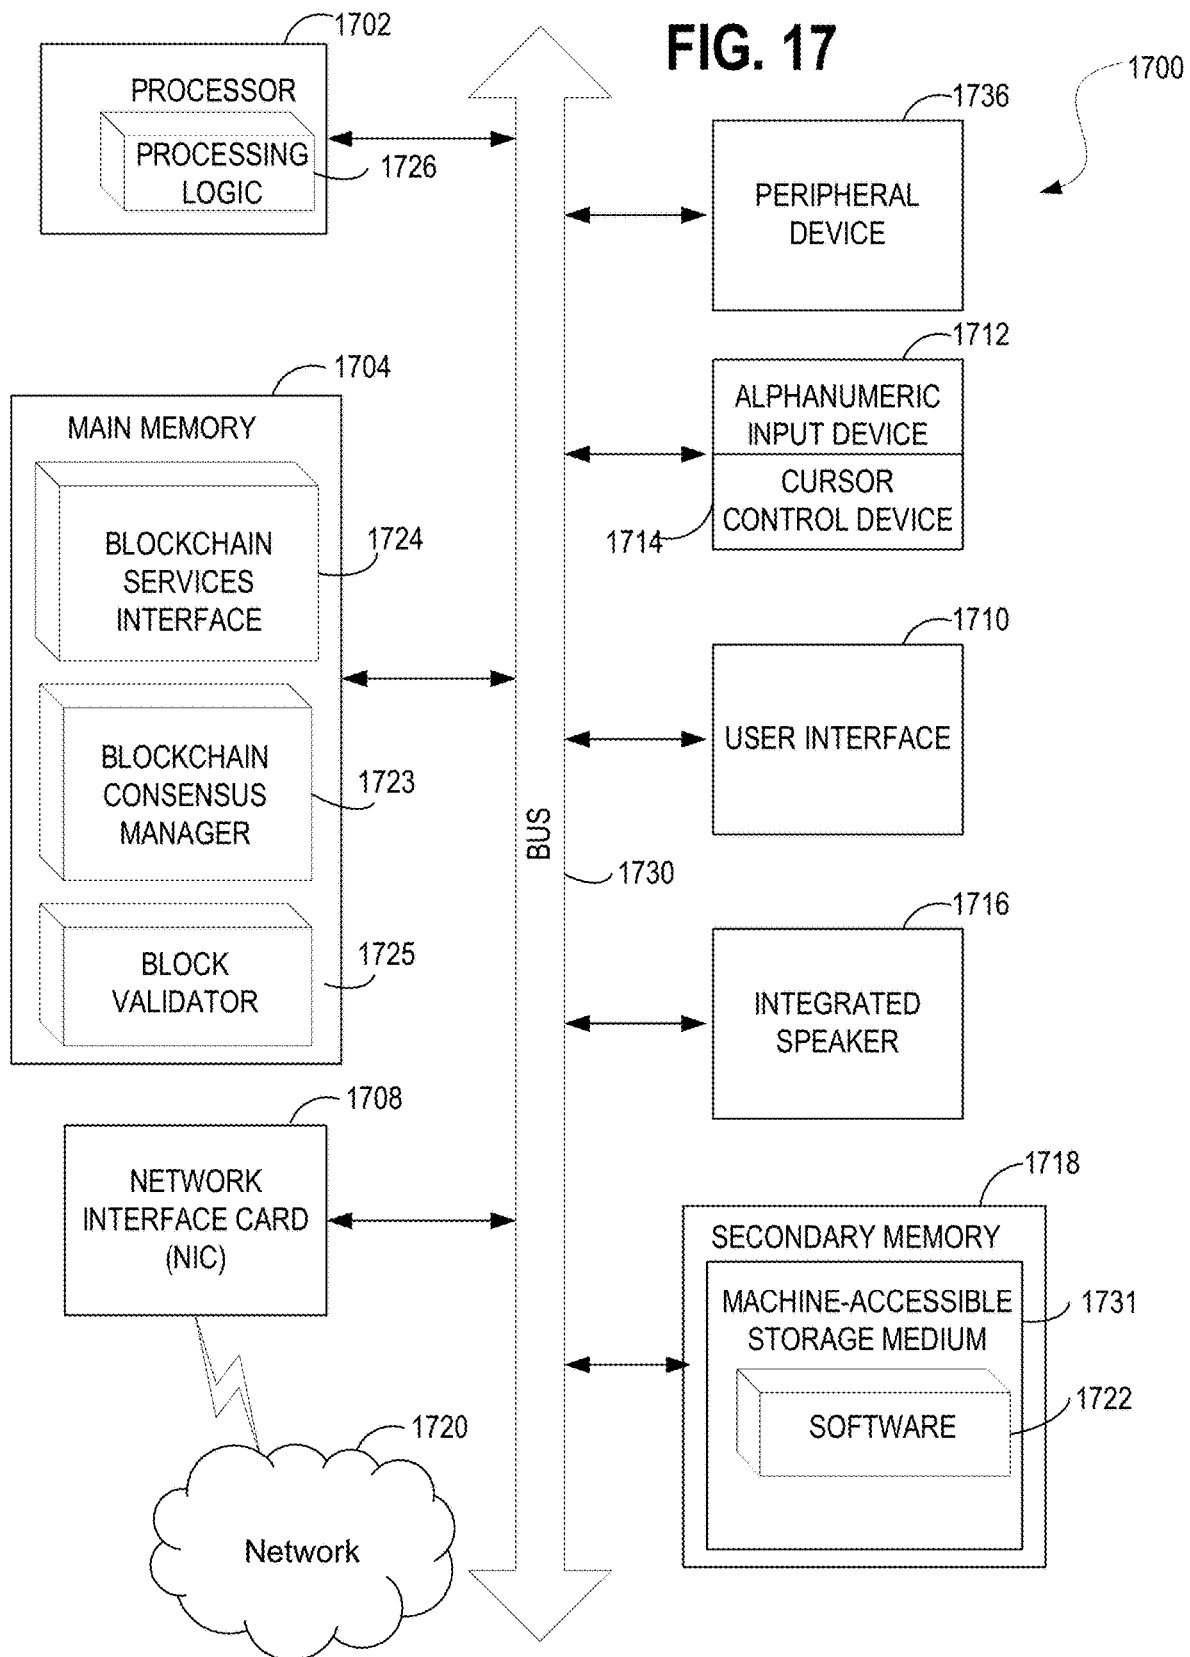 FIG. 17
1700
1702
PROCESSOR
PROCESSING
LOGIC
1726
1736
PERIPHERAL
DEVICE
1712
ALPHANUMERIC
INPUT DEVICE
CURSOR
CONTROL DEVICE
1714
1704
MAIN MEMORY
BLOCKCHAIN
SERVICES
INTERFACE
1724
BLOCKCHAIN
CONSENSUS
MANAGER
1723
BLOCK
VALIDATOR
1725
1710
USER INTERFACE
BUS
1730
1716
INTEGRATED
SPEAKER
1708
NETWORK
INTERFACE CARD
(NIC)
1718
SECONDARY MEMORY
MACHINE-ACCESSIBLE
STORAGE MEDIUM
1731
SOFTWARE
1722
1720
Network